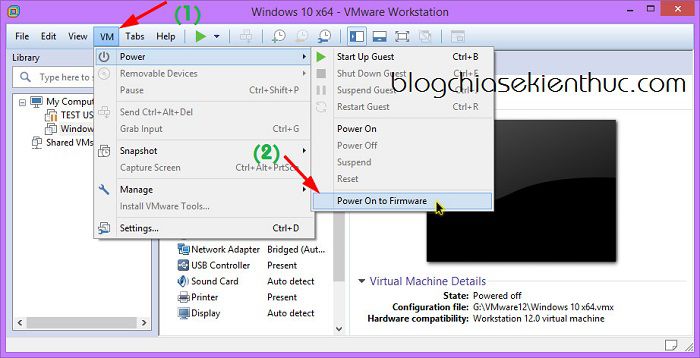 Windows 10 x64 - VMware Workstation
(1)
File Edit View VM Tabs Help
Library
Type here to
My Compu
TEST US
Window
Shared VMs
Power
Removable Devices
Pause Ctrl+Shift+P
Send Ctrl+Alt+Del
Grab Input Ctrl+G
Snapshot
Capture Screen Ctrl+Alt+PrtScn
Manage
Install VMware Tools...
Settings... Ctrl+D
Start Up Guest Ctrl+B
Shut Down Guest Ctrl+E
Suspend Guest
Restart Guest Ctrl+R
Power On
Power Off
Suspend
Reset
(2)
Power On to Firmware
blogchiasekienthuc.com
Network Adapter Bridged (Auto...
USB Controller Present
Sound Card Auto detect
Printer Present
Display Auto detect
Virtual Machine Details
State: Powered off
Configuration file: G:\VMware12\Windows 10 x64.vmx
Hardware compatibility: Workstation 12.0 virtual machine